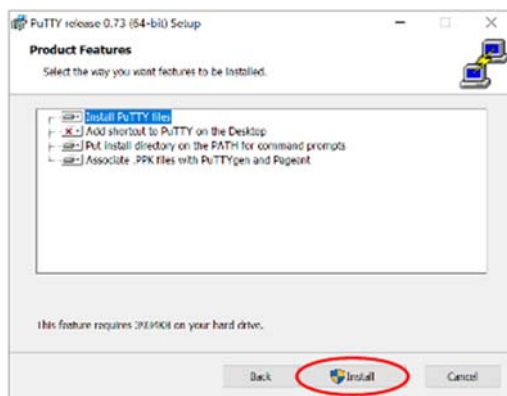 PuTTY release 0.73 (64-bit) Setup
Product Features
Select the way you want features to be installed.
Install PuTTY files
Add shortcut to PuTTY on the Desktop
Put install directory on the PATH for command prompts
Associate .PPK files with PuTTYgen and Pageant
This feature requires on your hard drive.
Back Install Cancel